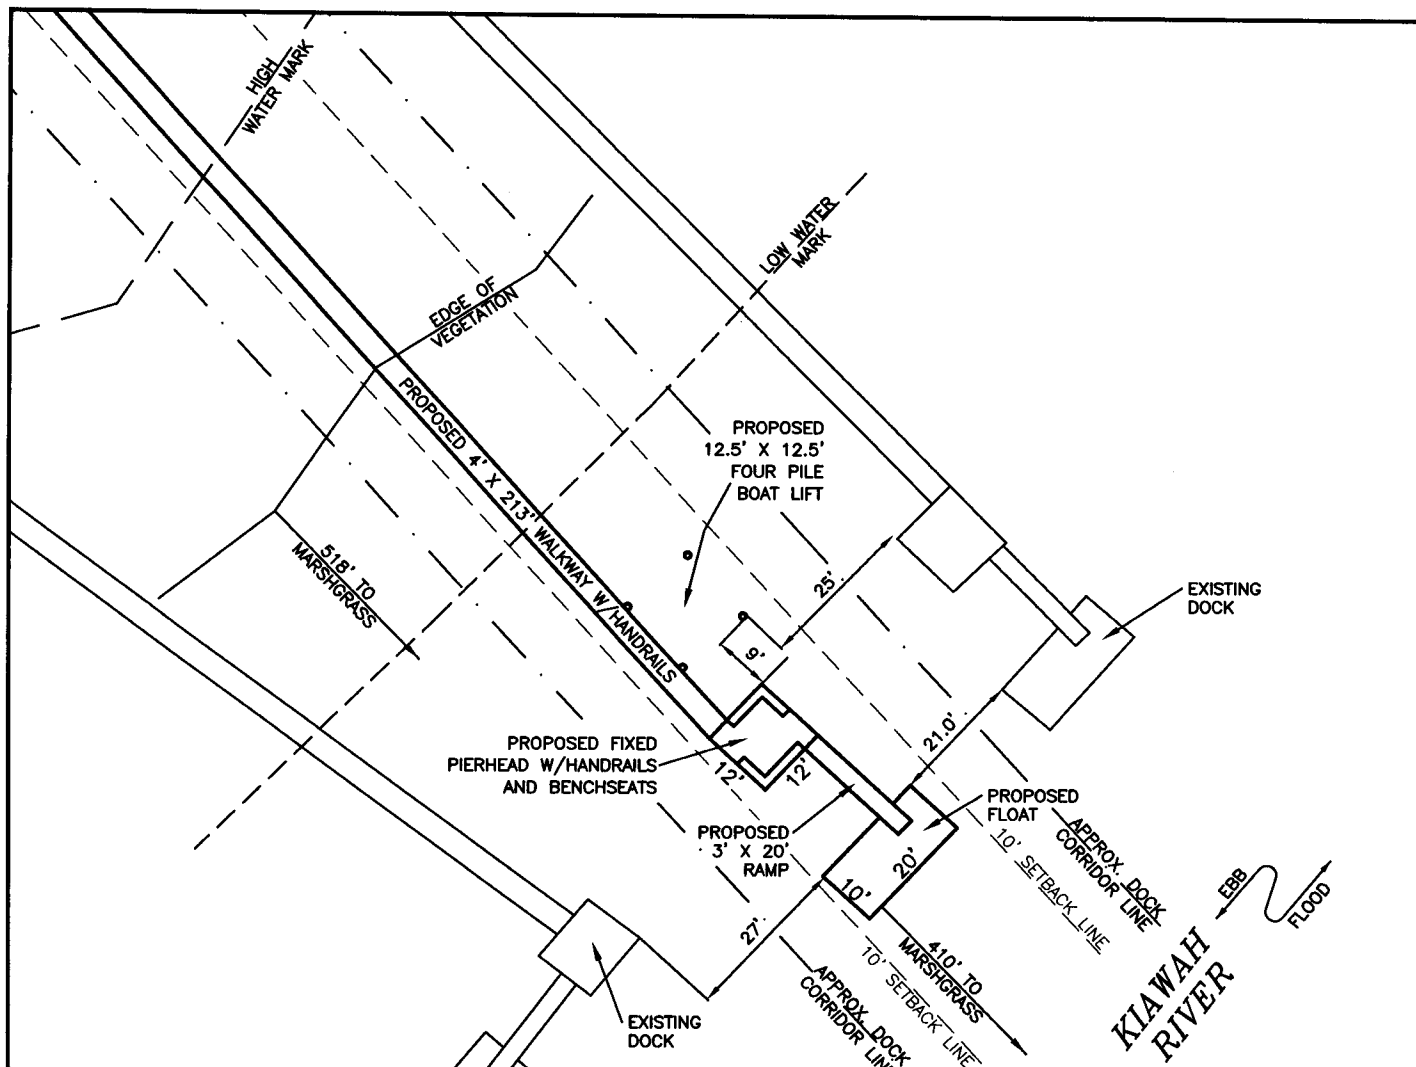 HIGH
WATER MARK
LOW WATER
MARK
EDGE OF
VEGETATION
PROPOSED 4' X 213' WALKWAY W/HANDRAILS
PROPOSED
12.5' X 12.5'
FOUR PILE
BOAT LIFT
518' TO
MARSHGRASS
25'
EXISTING
DOCK
9'
21.0'
PROPOSED FIXED
PIERHEAD W/HANDRAILS
AND BENCHSEATS
12'
12'
PROPOSED
FLOAT
PROPOSED
3' X 20'
RAMP
20'
10'
27'
APPROX. DOCK
CORRIDOR LINE
10' SETBACK LINE
EBB
FLOOD
KIAWAH
RIVER
410' TO
MARSHGRASS
10' SETBACK LINE
APPROX. DOCK
CORRIDOR LINE
EXISTING
DOCK